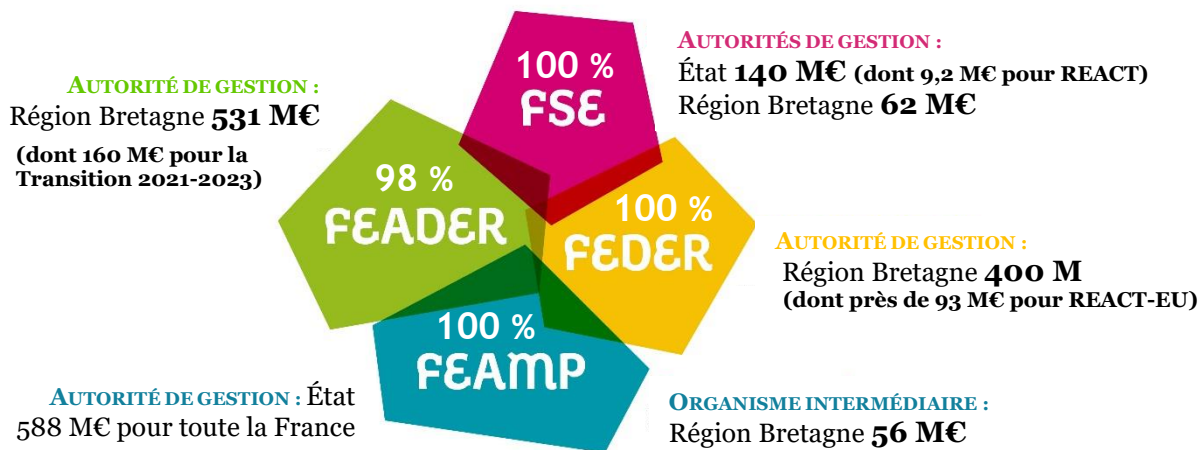 AUTORITÉ DE GESTION :
Région Bretagne 531 M€
(dont 160 M€ pour la
Transition 2021-2023)
100 %
FSE
AUTORITÉS DE GESTION :
État 140 M€ (dont 9,2 M€ pour REACT)
Région Bretagne 62 M€
98 %
FEADER
100 %
FEDER
AUTORITÉ DE GESTION :
Région Bretagne 400 M
(dont près de 93 M€ pour REACT-EU)
100 %
FEAMP
AUTORITÉ DE GESTION : État
588 M€ pour toute la France
ORGANISME INTERMÉDIAIRE :
Région Bretagne 56 M€